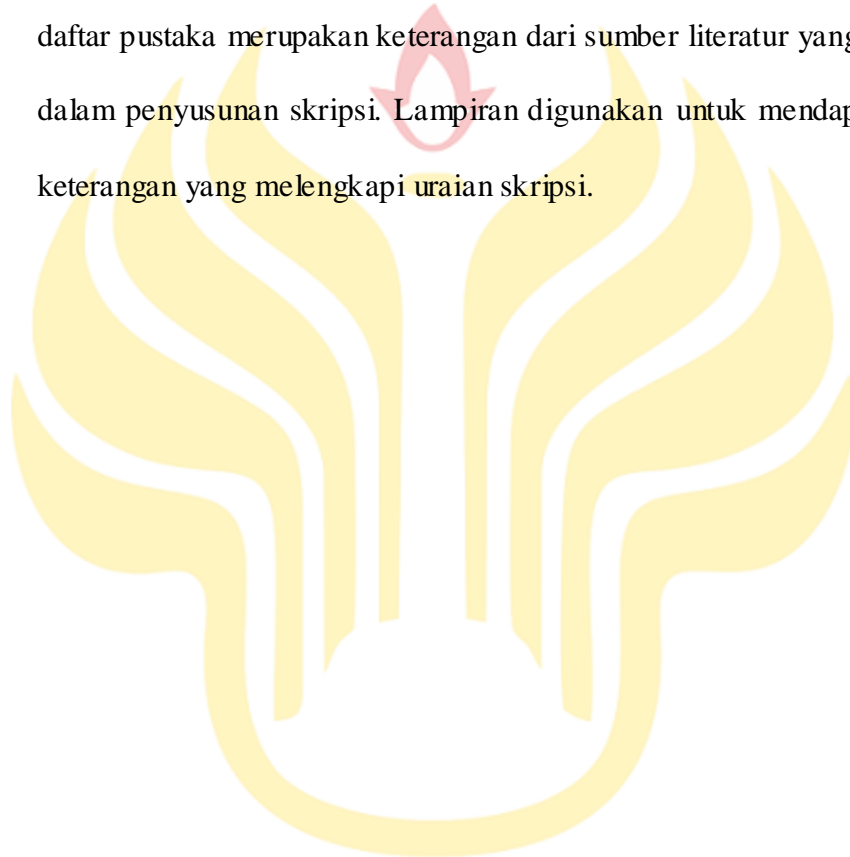 daftar pustaka merupakan keterangan dari sumber literatur yang
dalam penyusunan skripsi. Lampiran digunakan untuk mendap
keterangan yang melengkapi uraian skripsi.